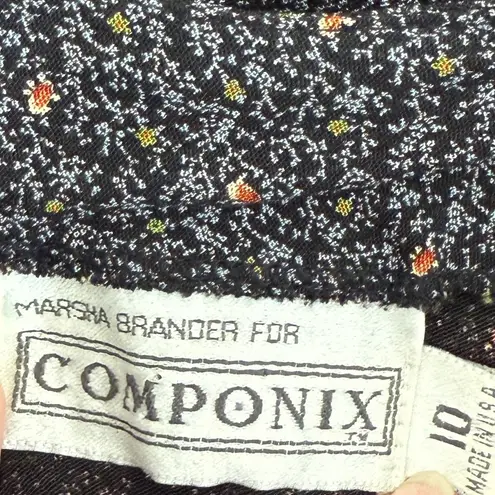 MARSHA BRANDER FOR
COMPONIX
TM
10
MADE IN U.S.A